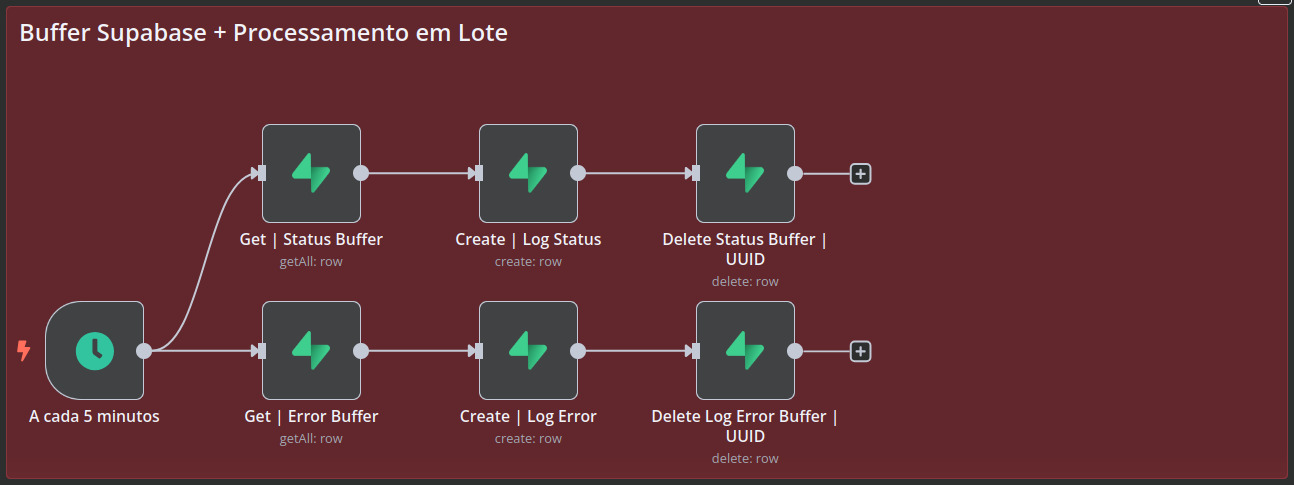 Buffer Supabase + Processamento em Lote
Get | Status Buffer
getAll: row
Create | Log Status
create: row
Delete Status Buffer |
UUID
delete: row
A cada 5 minutos
Get | Error Buffer
getAll: row
Create | Log Error
create: row
Delete Log Error Buffer |
UUID
delete: row